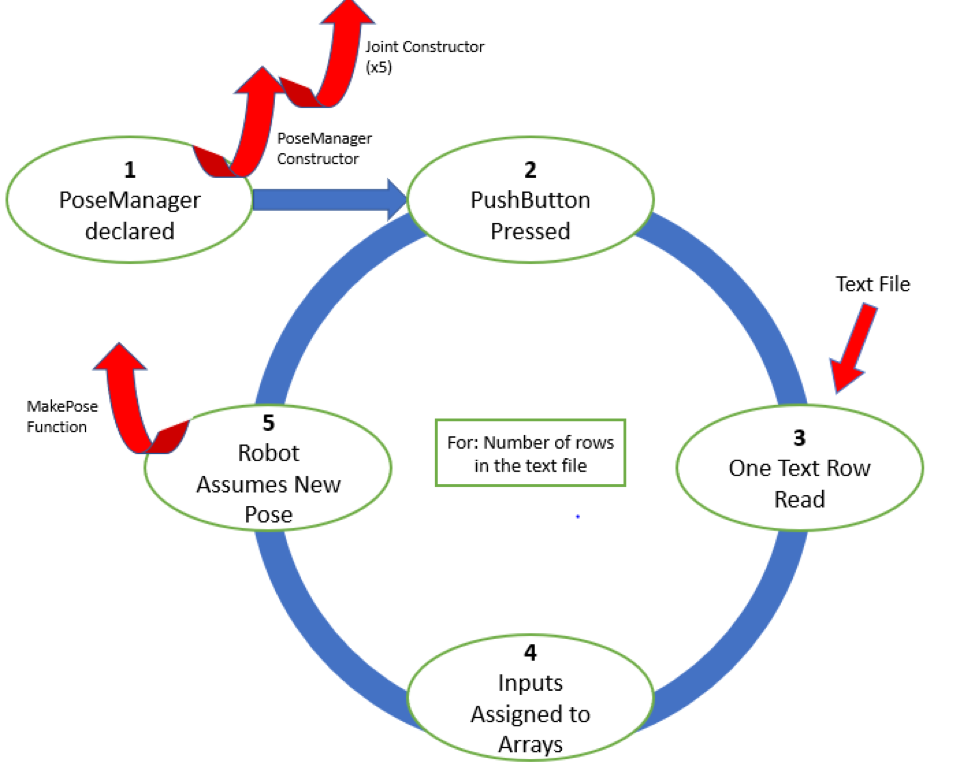 Joint Constructor
(x5)
PoseManager
Constructor
1
PoseManager
declared
2
PushButton
Pressed
Text File
3
One Text Row
Read
For: Number of rows
in the text file
MakePose
Function
5
Robot
Assumes New
Pose
4
Inputs
Assigned to
Arrays